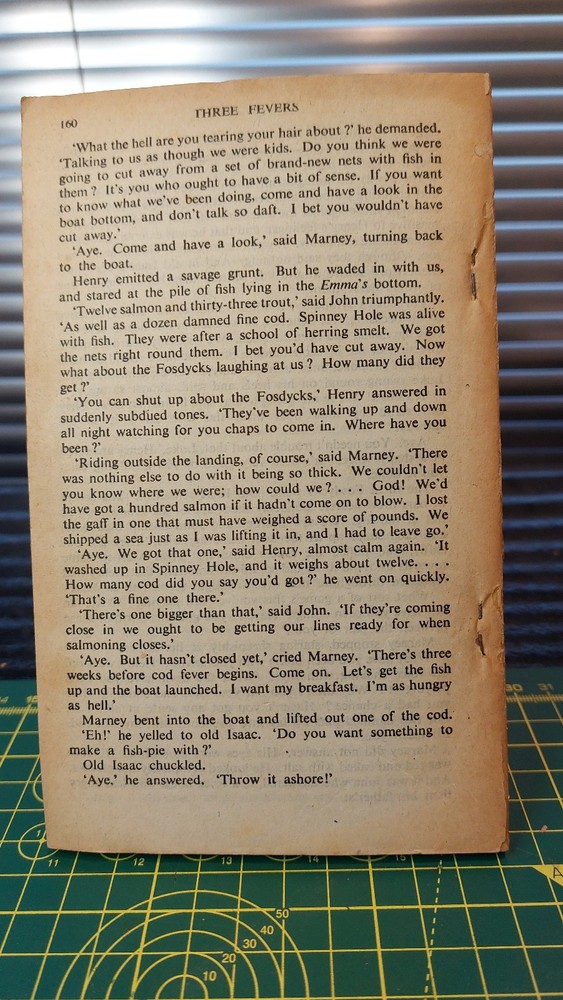 160
THREE FEVERS
‘What the hell are you tearing your hair about?’ he demanded.
‘Talking to us as though we were kids. Do you think we were
going to cut away from a set of brand-new nets with fish in
them? It's you who ought to have a bit of sense. If you want
to know what we've been doing, come and have a look in the
boat bottom, and don't talk so daft. I bet you wouldn't have
cut away.’
‘Aye. Come and have a look,’ said Marney, turning back
to the boat.
Henry emitted a savage grunt. But he waded in with us,
and stared at the pile of fish lying in the Emma's bottom.
‘Twelve salmon and thirty-three trout,’ said John triumphantly.
‘As well as a dozen damned fine cod. Spinney Hole was alive
with fish. They were after a school of herring smelt. We got
the nets right round them. I bet you'd have cut away. Now
what about the Fosdycks laughing at us? How many did they
get?’
‘You can shut up about the Fosdycks,’ Henry answered in
suddenly subdued tones. ‘They've been walking up and down
all night watching for you chaps to come in. Where have you
been?’
‘Riding outside the landing, of course,’ said Marney. ‘There
was nothing else to do with it being so thick. We couldn't let
you know where we were; how could we? . . . God! We'd
have got a hundred salmon if it hadn't come on to blow. I lost
the gaff in one that must have weighed a score of pounds. We
shipped a sea just as I was lifting it in, and I had to leave go.’
‘Aye. We got that one,’ said Henry, almost calm again. ‘It
washed up in Spinney Hole, and it weighs about twelve. . . .
How many cod did you say you'd got?’ he went on quickly.
‘That's a fine one there.’
‘There's one bigger than that,’ said John. ‘If they're coming
close in we ought to be getting our lines ready for when
salmoning closes.’
‘Aye. But it hasn't closed yet,’ cried Marney. ‘There's three
weeks before cod fever begins. Come on. Let's get the fish
up and the boat launched. I want my breakfast. I'm as hungry
as hell.’
Marney bent into the boat and lifted out one of the cod.
‘Eh!’ he yelled to old Isaac. ‘Do you want something to
make a fish-pie with?’
Old Isaac chuckled.
‘Aye,’ he answered. ‘Throw it ashore!’
30 31
11 12 13 14 15
A
50
40
30
20
10